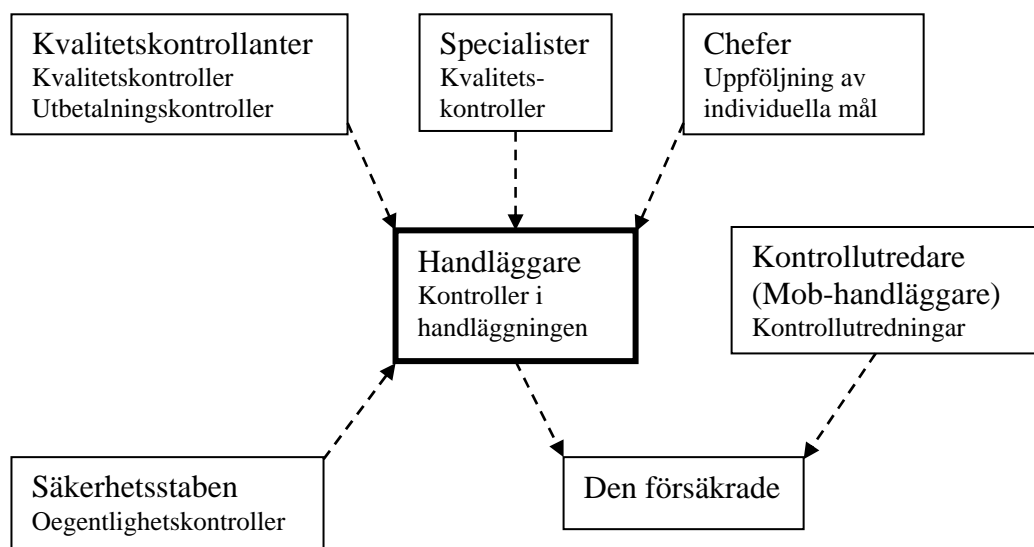 Kvalitetskontrollanter
Kvalitetskontroller
Utbetalningskontroller
Specialister
Kvalitets-
kontroller
Chefer
Uppföljning av
individuella mål
Handläggare
Kontroller i
handläggningen
Kontrollutredare
(Mob-handläggare)
Kontrollutredningar
Säkerhetsstaben
Oegentlighetskontroller
Den försäkrade